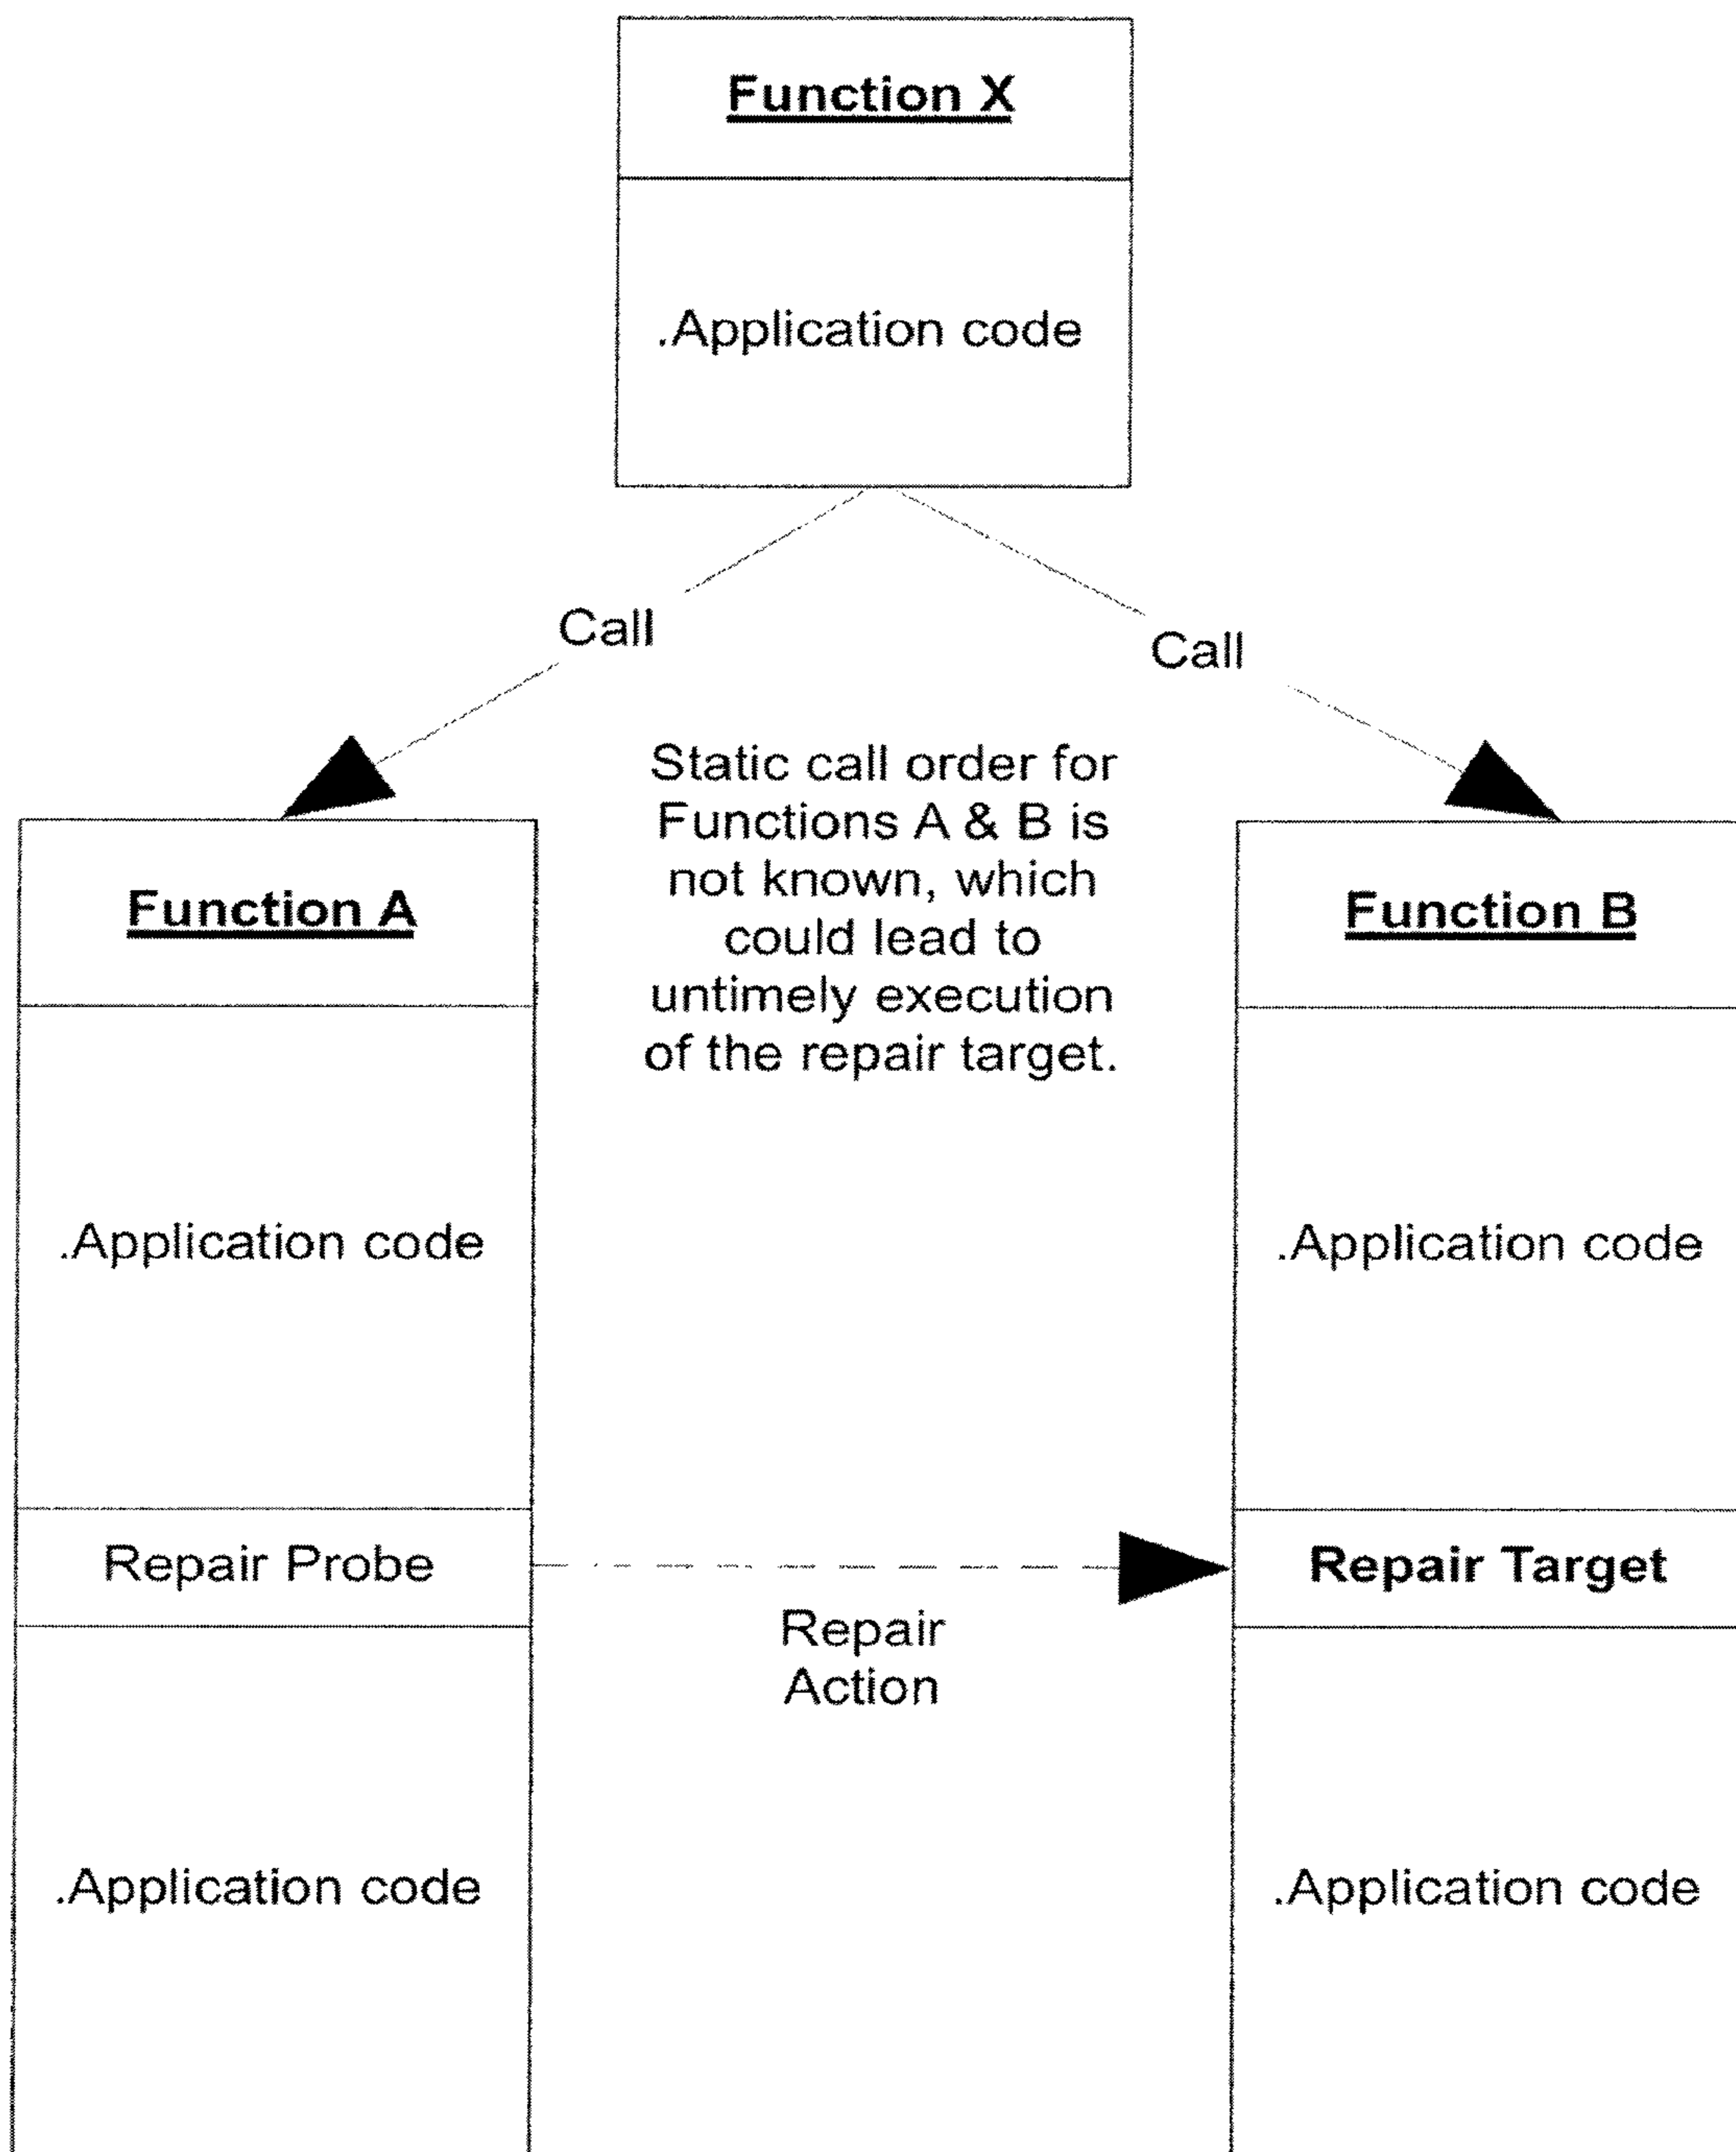 Function X
.Application code
Call
Call
Static call order for
Functions A & B is
not known, which
could lead to
untimely execution
of the repair target.
Function A
.Application code
Repair Probe
.Application code
Repair
Action
Function B
.Application code
Repair Target
.Application code